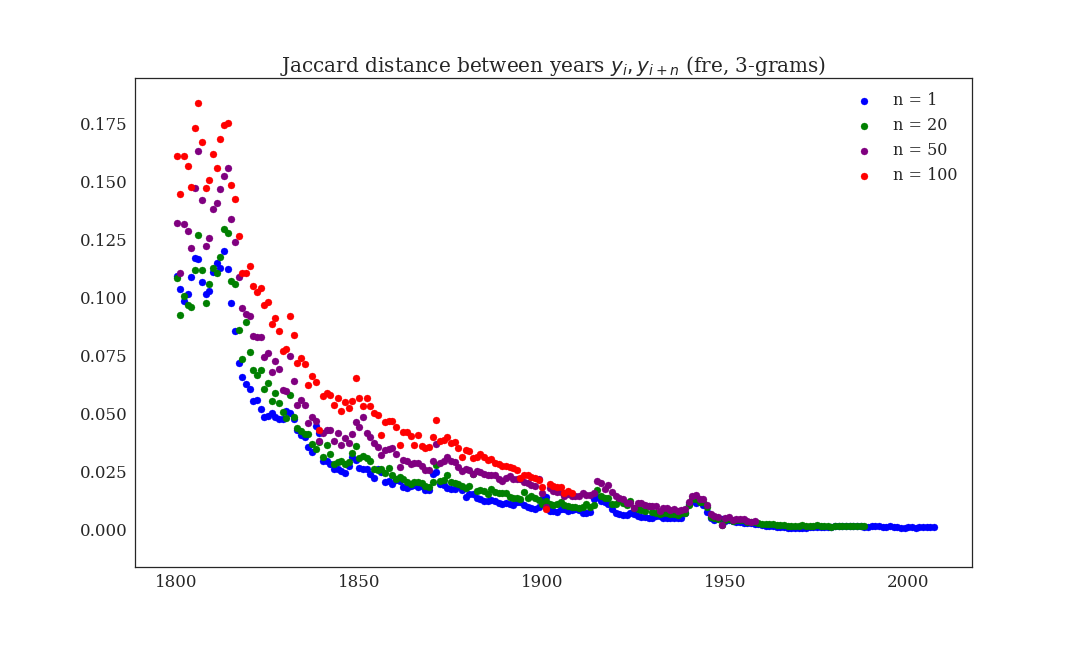 Jaccard distance between years $y_i, y_{i+n}$ (fre, 3-grams)
n = 1
n = 20
n = 50
n = 100
0.175
0.150
0.125
0.100
0.075
0.050
0.025
0.000
1800 1850 1900 1950 2000